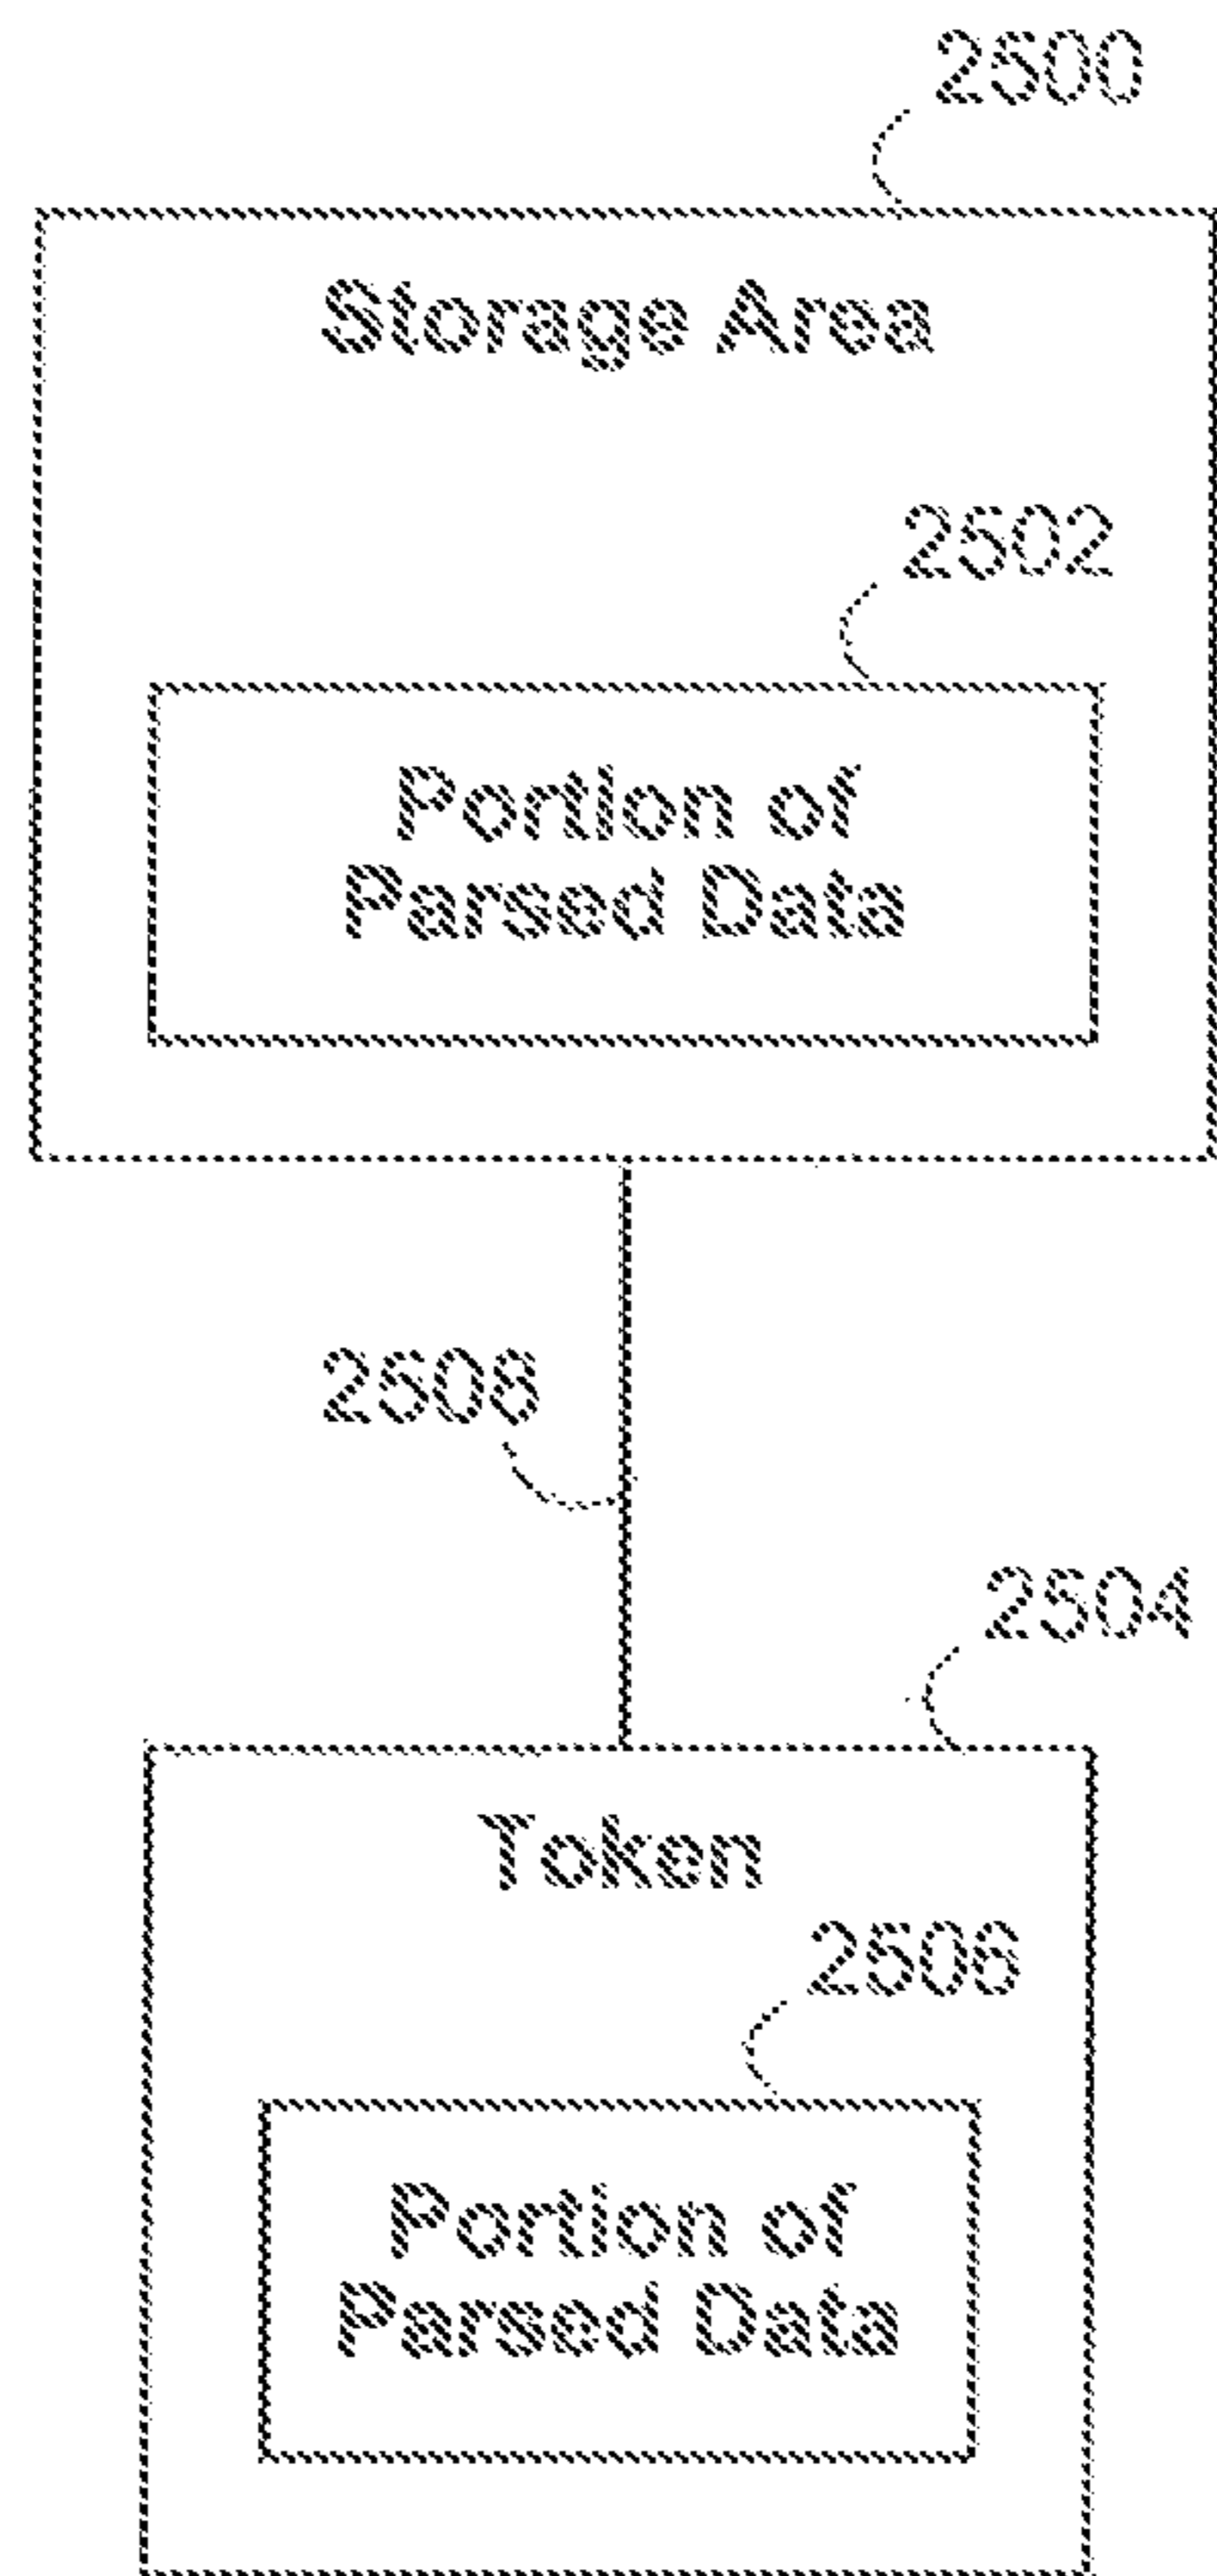 2500
Storage Area
2502
Portion of
Parsed Data
2508
2504
Token
2506
Portion of
Parsed Data